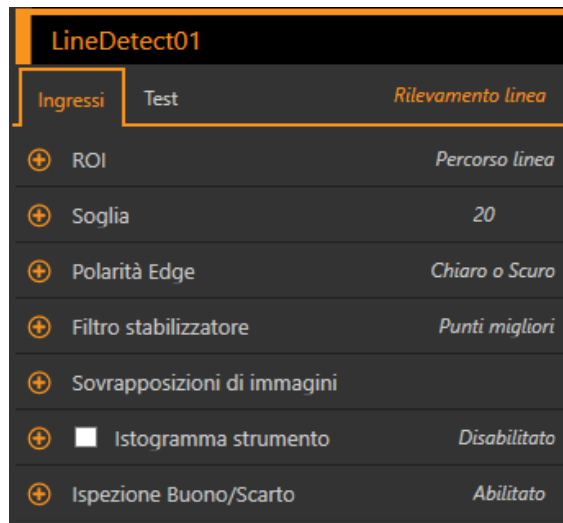 LineDetect01
Ingressi Test Rilevamento linea
ROI Percorso linea
Soglia 20
Polarità Edge Chiaro o Scuro
Filtro stabilizzatore Punti migliori
Sovrapposizioni di immagini
Istogramma strumento Disabilitato
Ispezione Buono/Scarto Abilitato